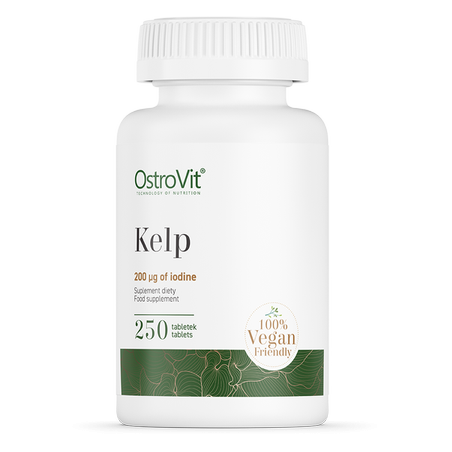 OstroVit®
TECHNOLOGY OF NUTRITION
Kelp
200 µg of iodine
Suplement diety
Food supplement
250 tabletek
tablets
100%
Vegan
Friendly